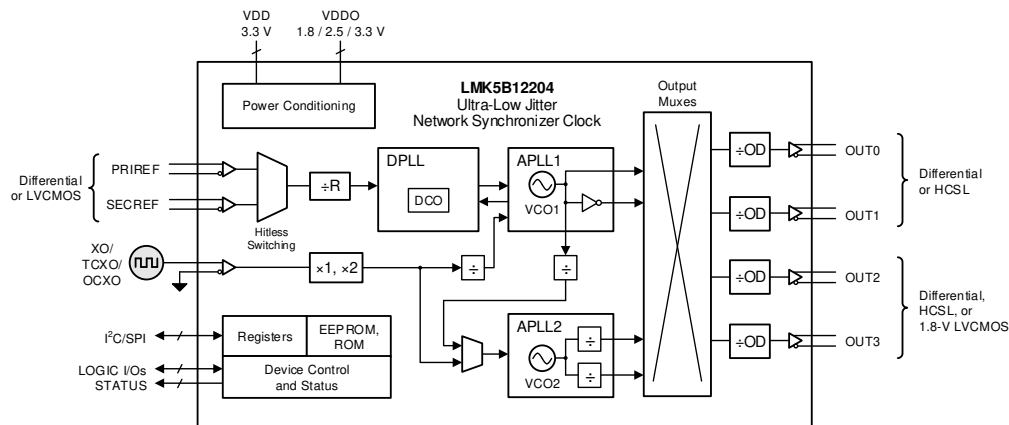 VDD
3.3 V
VDDO
1.8 / 2.5 / 3.3 V
Power Conditioning
LMK5B12204
Ultra-Low Jitter
Network Synchronizer Clock
Output
Muxes
Differential
or LVCMOS
PRIREF
SECREF
Hitless
Switching
÷R
DPLL
DCO
APLL1
VCO1
÷OD
OUT0
÷OD
OUT1
Differential
or HCSL
XO/
TCXO/
OCXO
×1, ×2
÷
÷
÷OD
OUT2
÷OD
OUT3
Differential,
HCSL, or
1.8-V LVCMOS
APLL2
VCO2
÷
÷
I²C/SPI
LOGIC I/Os
STATUS
Registers
EEPROM,
ROM
Device Control
and Status